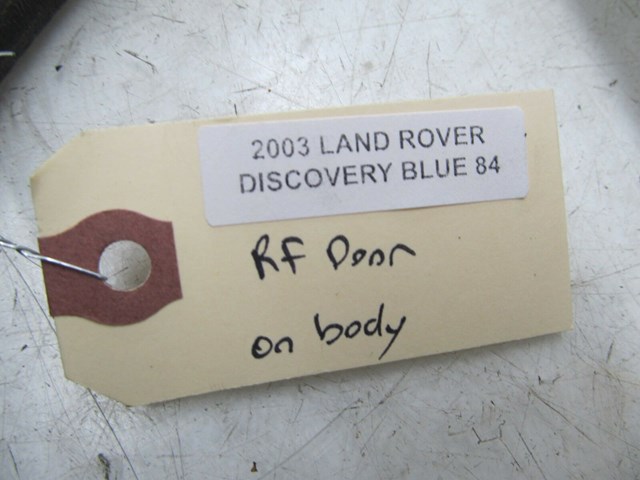 2003 LAND ROVER
DISCOVERY BLUE 84
RF Door
on body